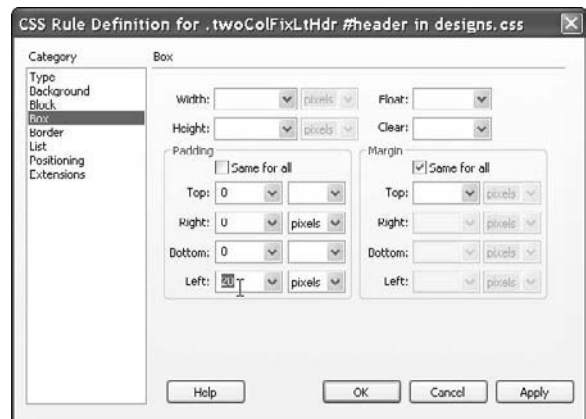 CSS Rule Definition for .twoColFixLtHdr #header in designs.css
Category
Box
Type
Background
Block
Box
Border
List
Positioning
Extensions
Width: pixels Float:
Height: pixels Clear:
Padding
Margin
Same for all
Same for all
Top: 0
Top: pixels
Right: 0 pixels
Right: pixels
Bottom: 0
Bottom: pixels
Left: 20 pixels
Left: pixels
Help
OK
Cancel
Apply